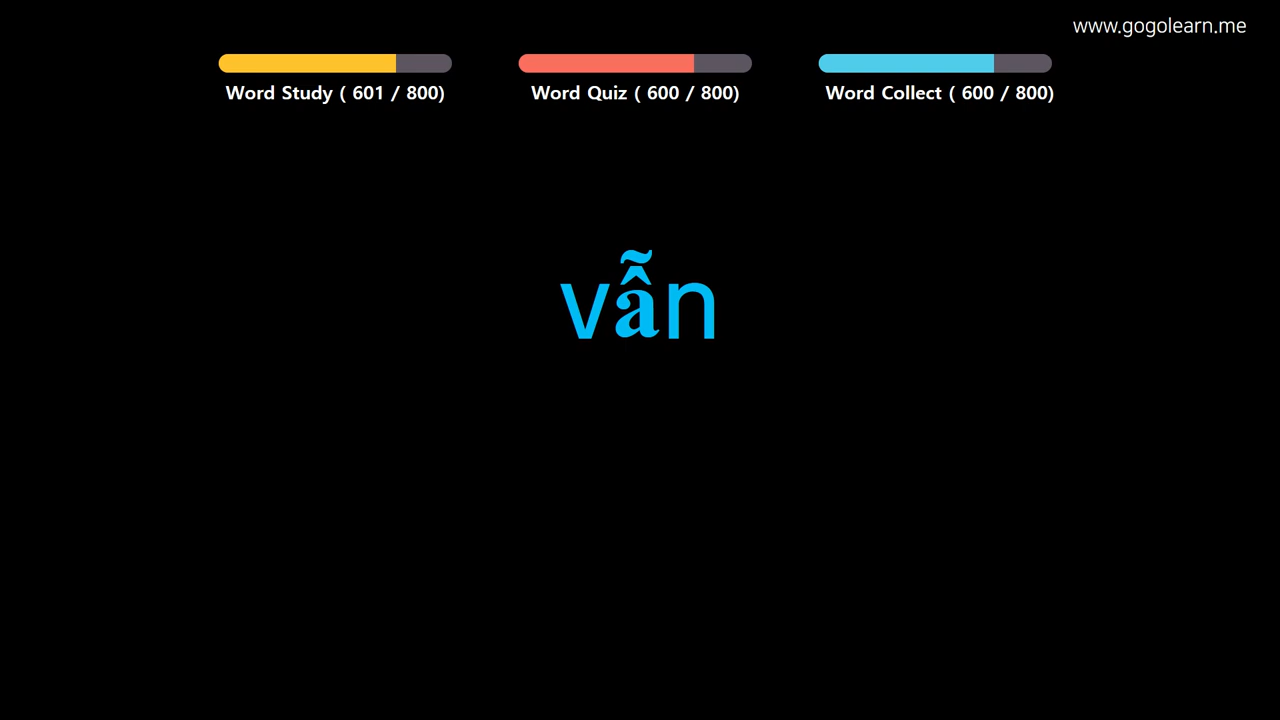 www.gogolearn.me
Word Study ( 601 / 800)
Word Quiz ( 600 / 800)
Word Collect ( 600 / 800)
vẫn